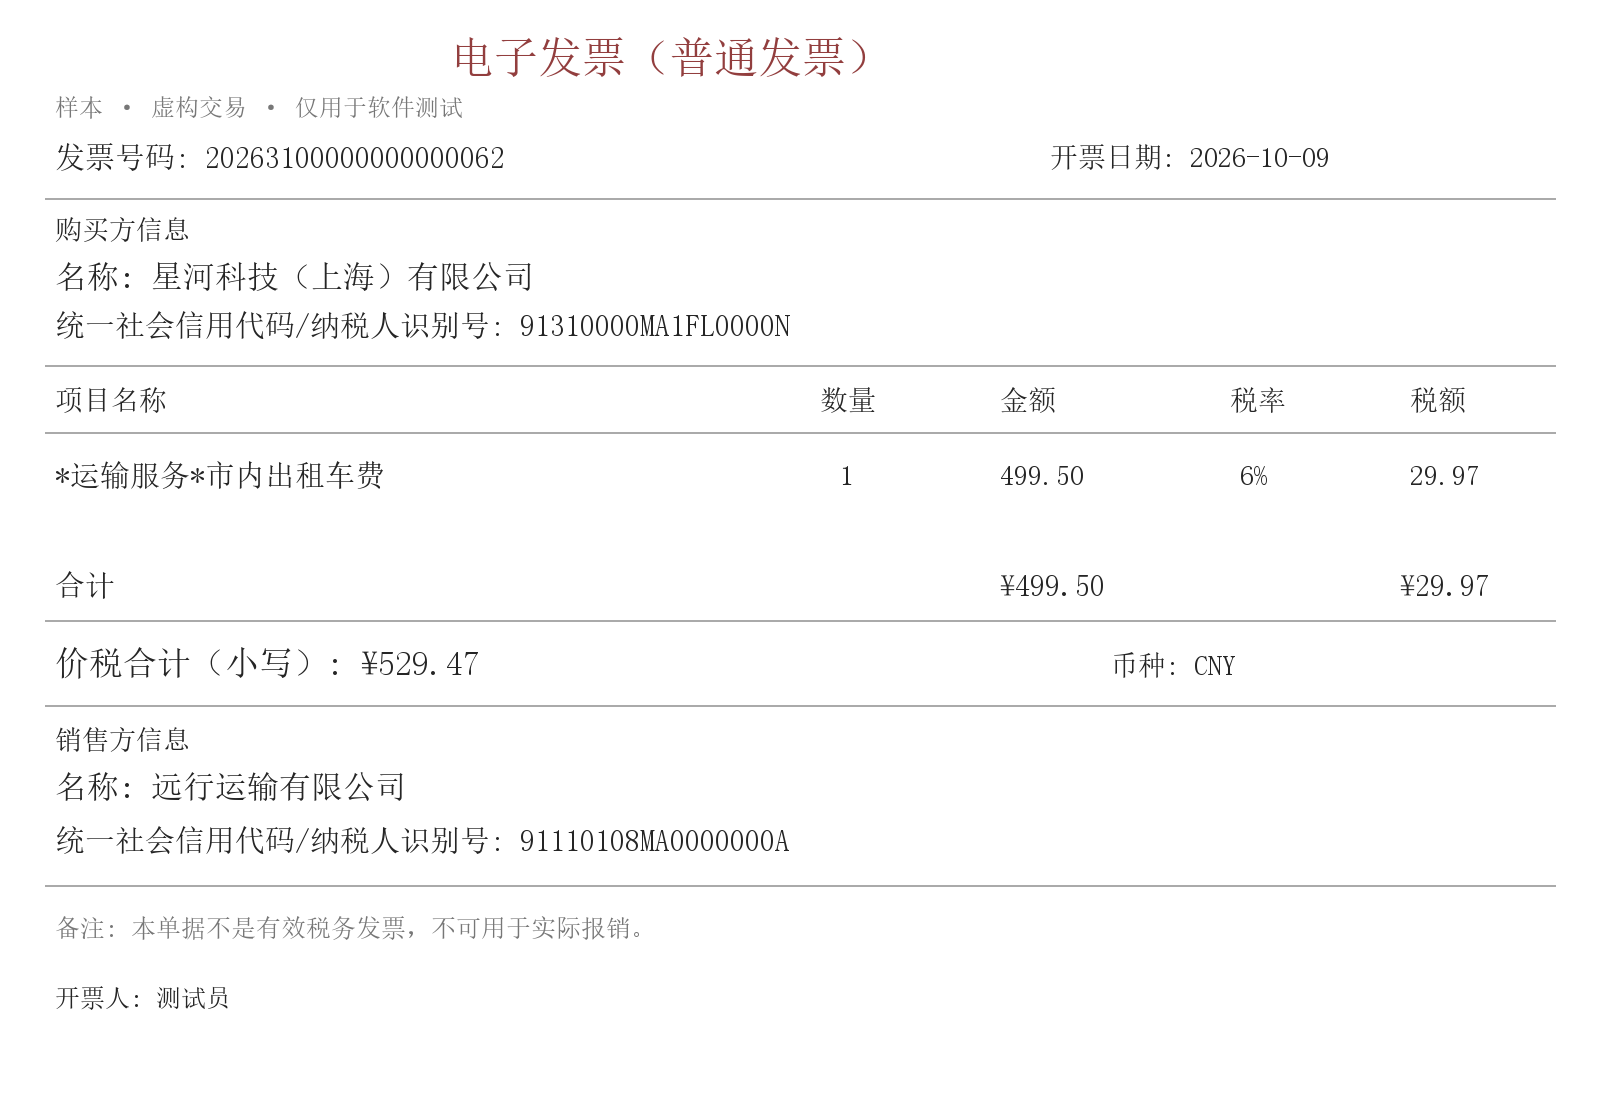 电子发票（普通发票）
样本 • 虚构交易 • 仅用于软件测试
发票号码: 20263100000000000062 开票日期: 2026-10-09
购买方信息
名称: 星河科技（上海）有限公司
统一社会信用代码/纳税人识别号: 91310000MA1FL0000N
项目名称 数量 金额 税率 税额
*运输服务*市内出租车费 1 499.50 6% 29.97
合计 ¥499.50 ¥29.97
价税合计（小写）: ¥529.47 币种: CNY
销售方信息
名称: 远行运输有限公司
统一社会信用代码/纳税人识别号: 91110108MA0000000A
备注: 本单据不是有效税务发票，不可用于实际报销。
开票人: 测试员